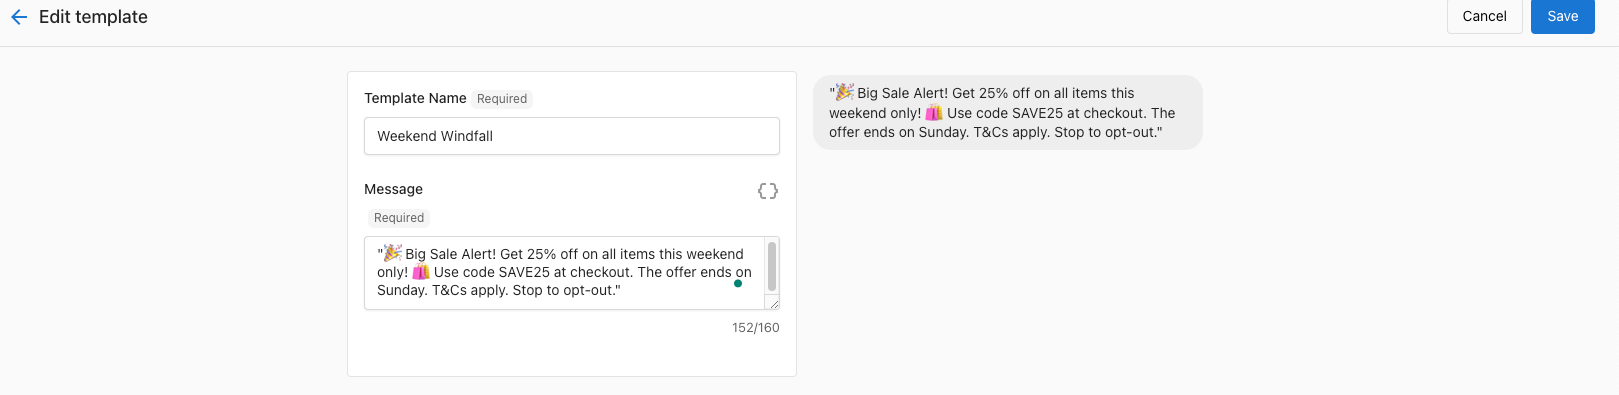 Edit template
Cancel
Save
Template Name Required
Weekend Windfall
Message
Required
"🎉 Big Sale Alert! Get 25% off on all items this weekend
only! 🛍️ Use code SAVE25 at checkout. The offer ends on
Sunday. T&Cs apply. Stop to opt-out."
152/160
"🎉 Big Sale Alert! Get 25% off on all items this
weekend only! 🛍️ Use code SAVE25 at checkout. The
offer ends on Sunday. T&Cs apply. Stop to opt-out."